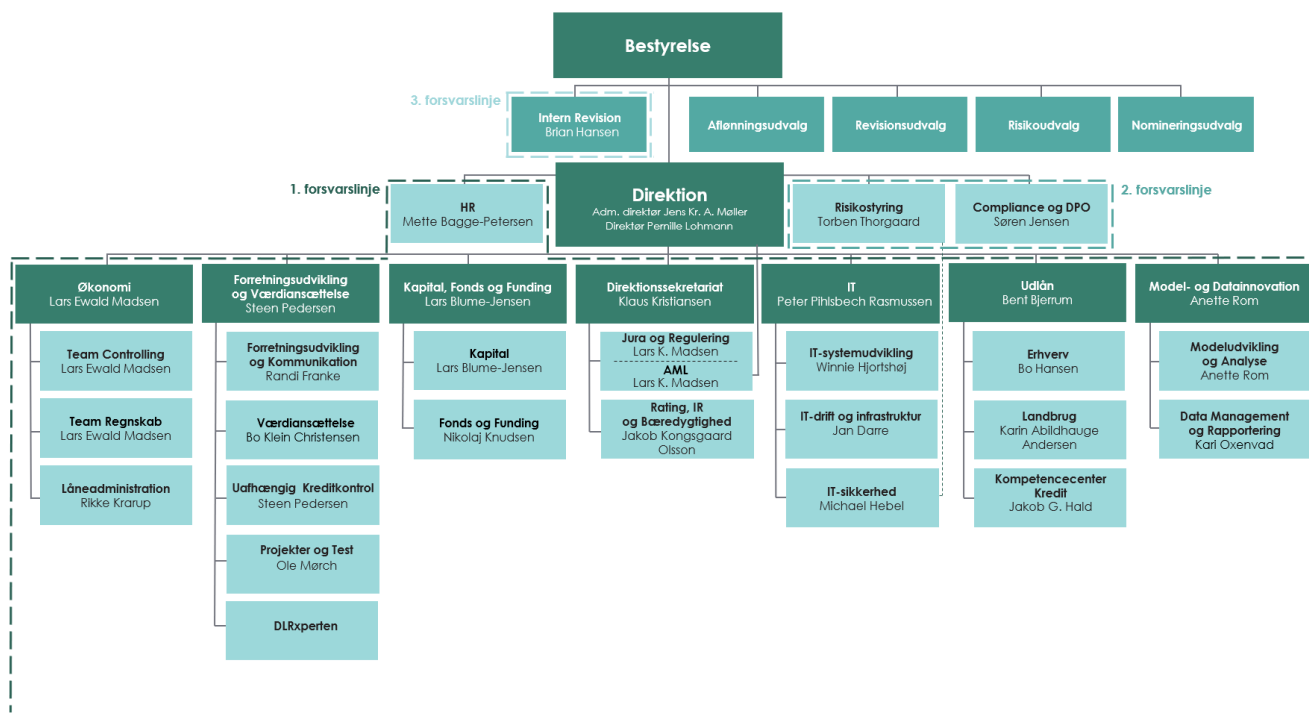 Bestyrelse
3. forsvarslinje
Intern Revision
Brian Hansen
Aflønningsudvalg
Revisionsudvalg
Risikoudvalg
Nomineringsudvalg
1. forsvarslinje
HR
Mette Bagge-Petersen
Direktion
Adm. direktør Jens Kr. A. Møller
Direktør Pernille Lohmann
Risikostyring
Torben Thorgaard
Compliance og DPO
Søren Jensen
2. forsvarslinje
Økonomi
Lars Ewald Madsen
Team Controlling
Lars Ewald Madsen
Team Regnskab
Lars Ewald Madsen
Låneadministration
Rikke Krarup
Forretningsudvikling
og Værdiansættelse
Steen Pedersen
Forretningsudvikling
og Kommunikation
Randi Franke
Værdiansættelse
Bo Klein Christensen
Uafhængig Kreditkontrol
Steen Pedersen
Projekter og Test
Ole Mørch
DLRxperten
Kapital, Fonds og Funding
Lars Blume-Jensen
Kapital
Lars Blume-Jensen
Fonds og Funding
Nikolaj Knudsen
Direktionssekretariat
Klaus Kristiansen
Jura og Regulering
Lars K. Madsen
AML
Lars K. Madsen
Rating, IR
og Bæredygtighed
Jakob Kongsgaard
Olsson
IT
Peter Pihlsbech Rasmussen
IT-systemudvikling
Winnie Hjortshøj
IT-drift og infrastruktur
Jan Darre
IT-sikkerhed
Michael Hebel
Udlån
Bent Bjerrum
Erhverv
Bo Hansen
Landbrug
Karin Abildhauge
Andersen
Kompetencecenter
Kredit
Jakob G. Hald
Model- og Datainnovation
Anette Rom
Modeludvikling
og Analyse
Anette Rom
Data Management
og Rapportering
Kari Oxenvad